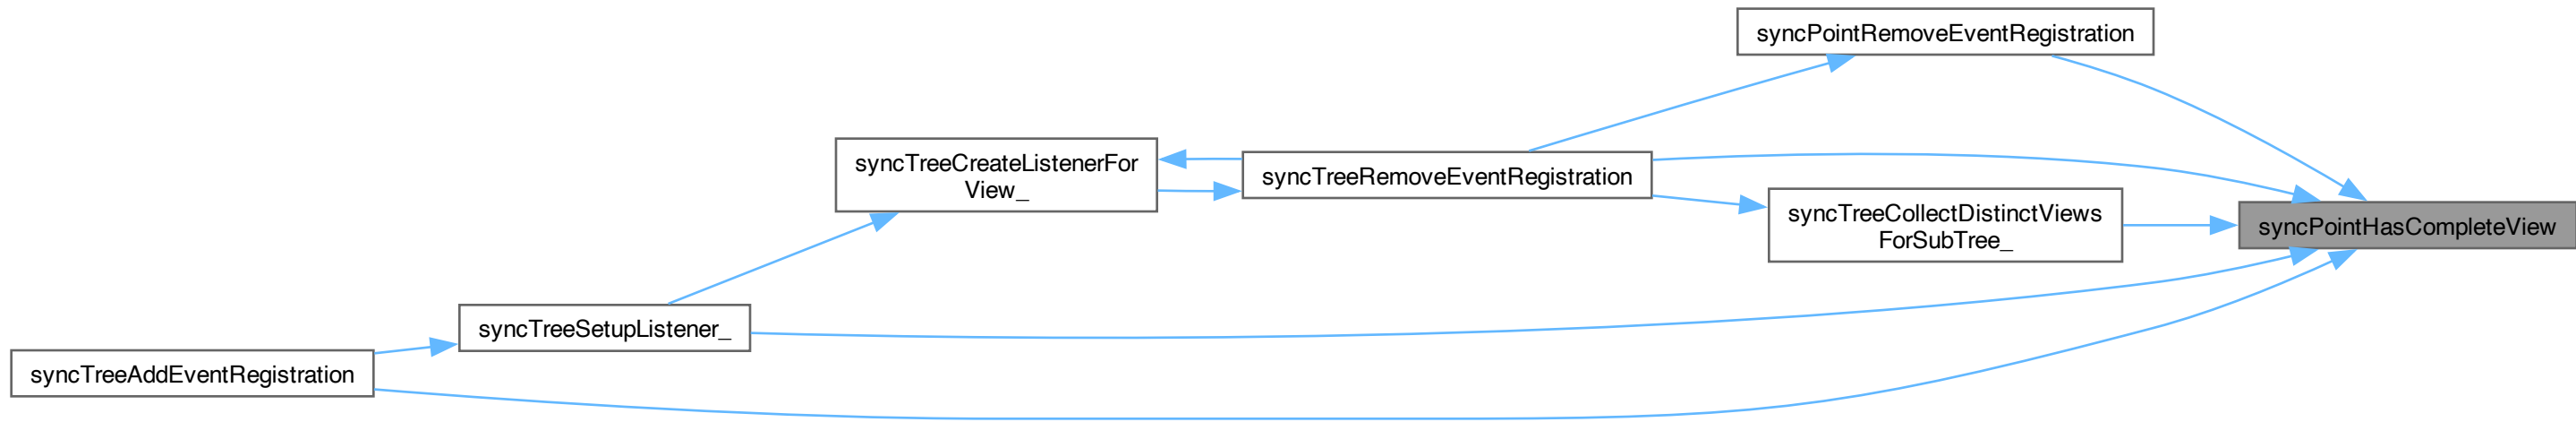 syncPointRemoveEventRegistration
syncTreeCreateListenerFor
View_
syncTreeRemoveEventRegistration
syncTreeCollectDistinctViews
ForSubTree_
syncPointHasCompleteView
syncTreeSetupListener_
syncTreeAddEventRegistration